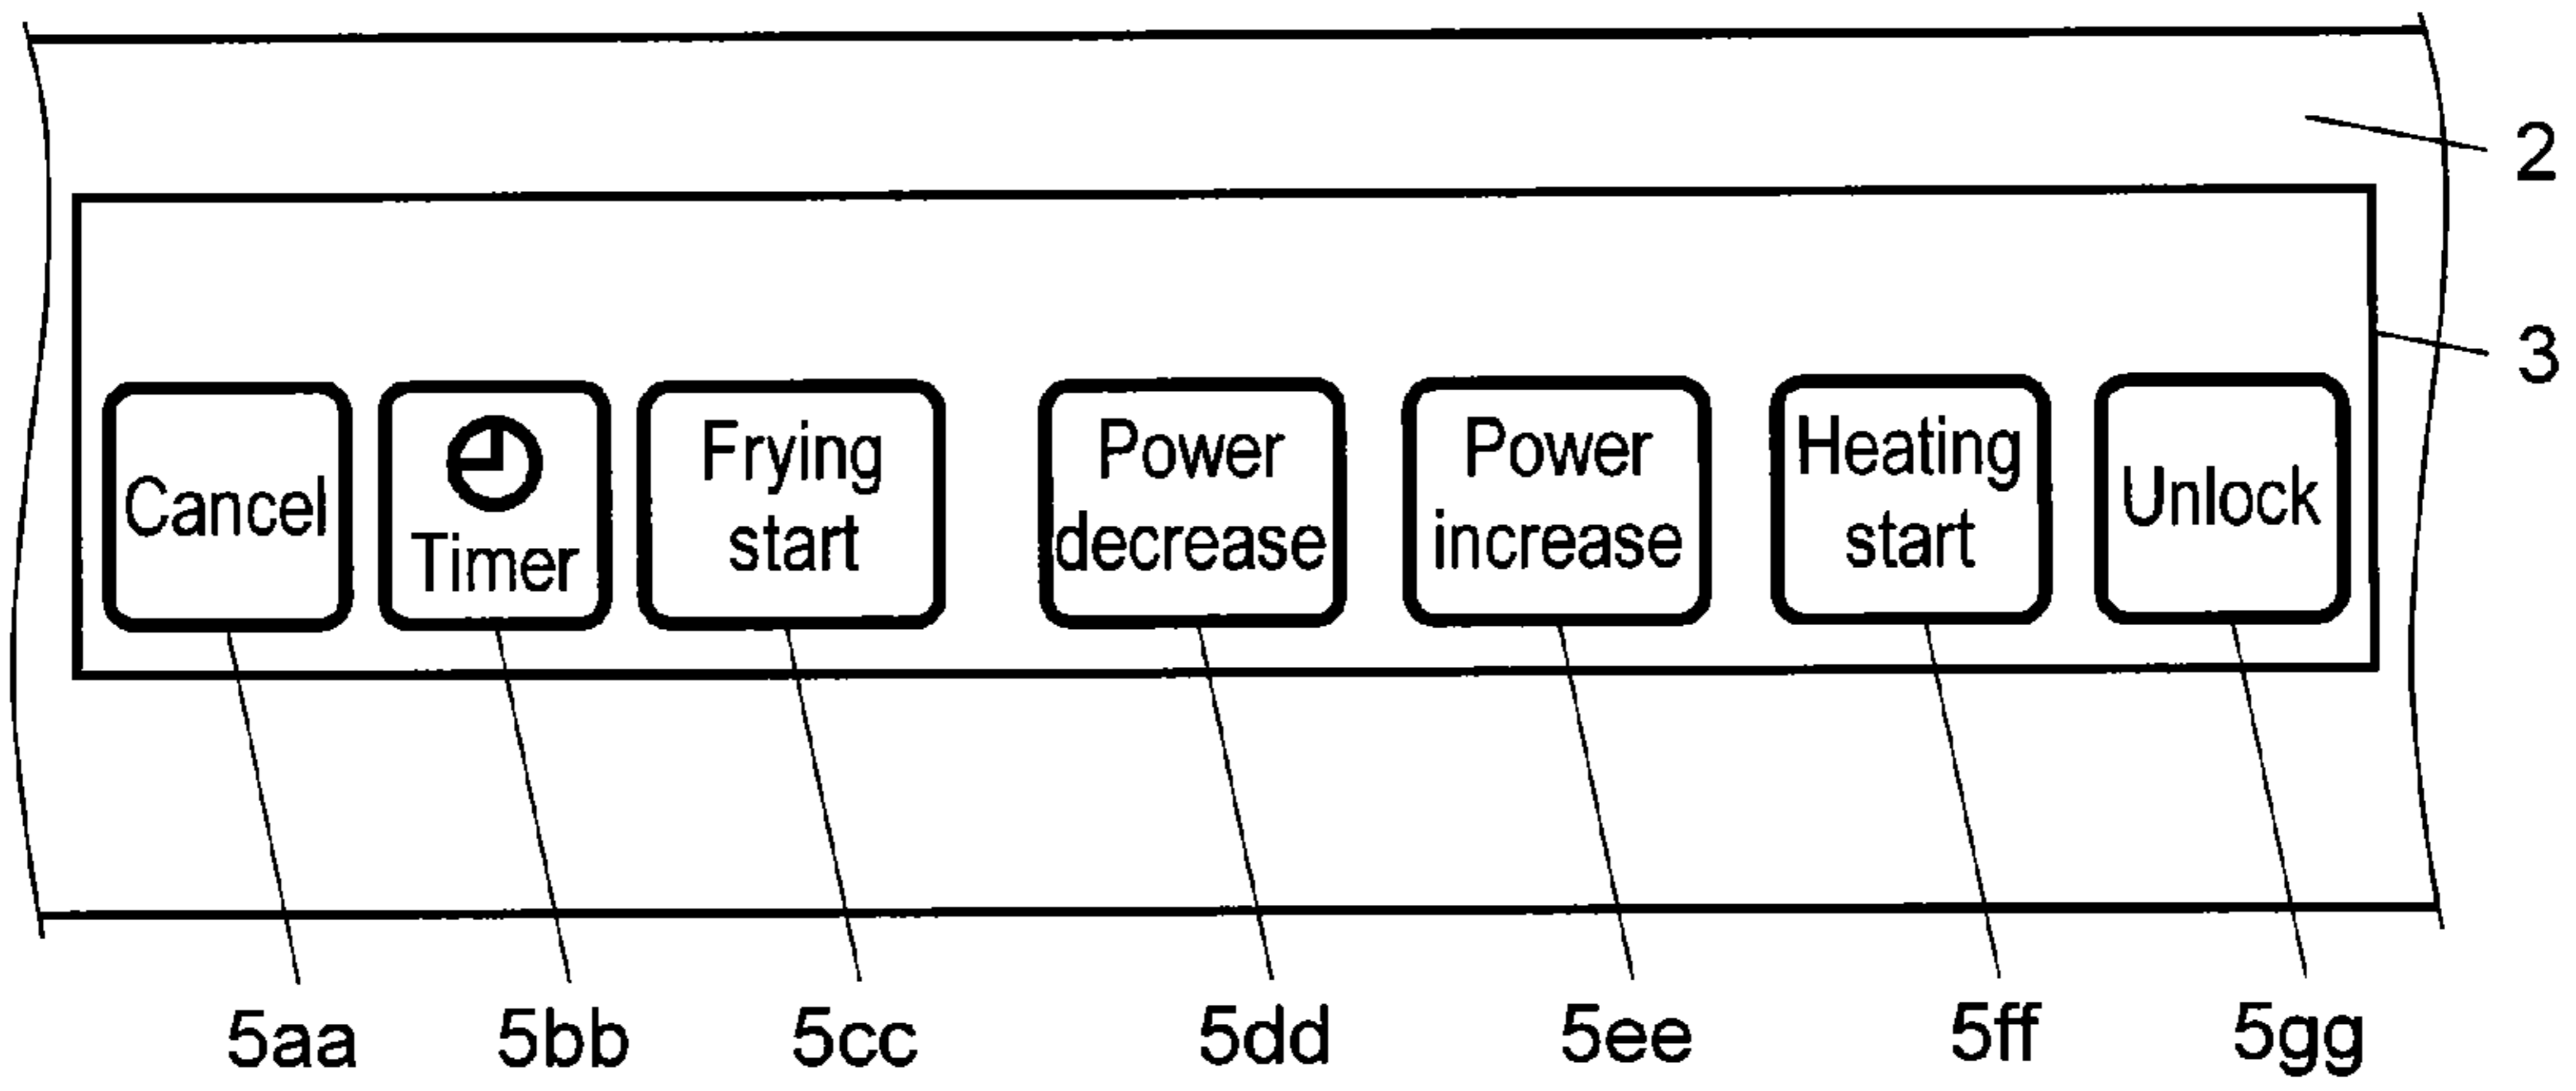 2
3
Cancel
Timer
Frying
start
Power
decrease
Power
increase
Heating
start
Unlock
5aa 5bb 5cc 5dd 5ee 5ff 5gg